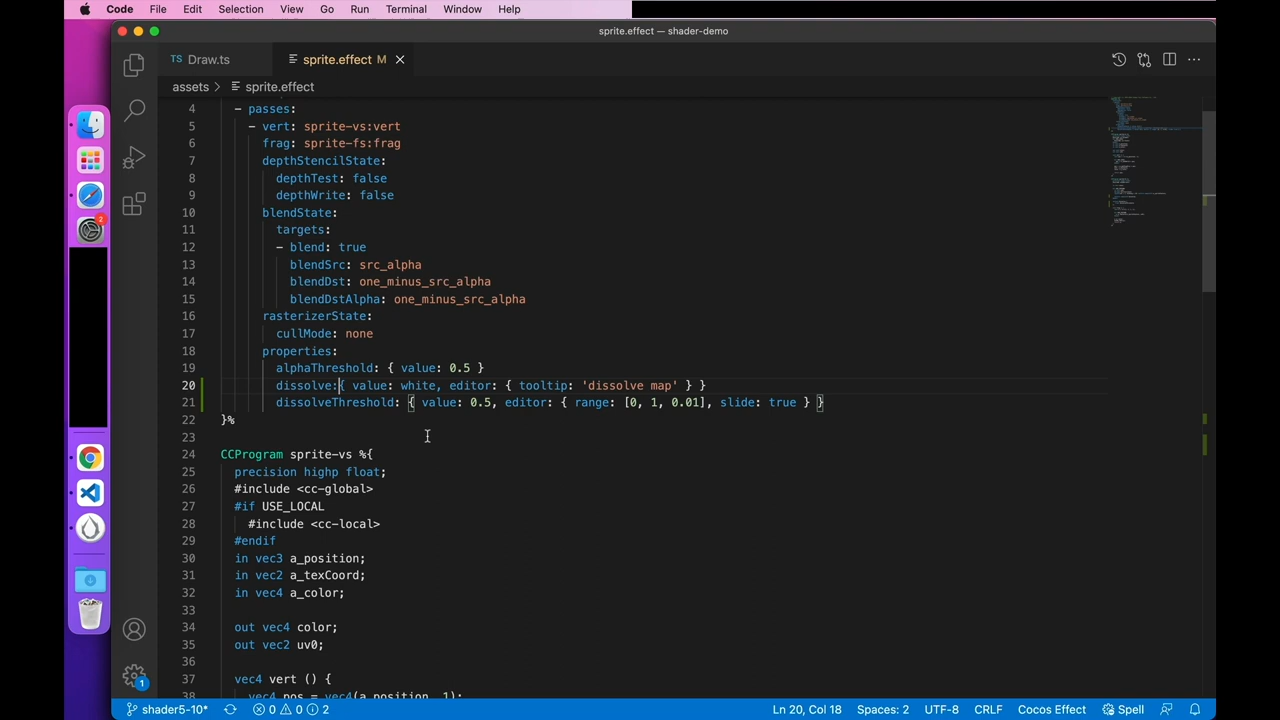 Code File Edit Selection View Go Run Terminal Window Help
sprite.effect — shader-demo
TS Draw.ts
sprite.effect M
assets > sprite.effect
4 - passes:
5 - vert: sprite-vs:vert
6 frag: sprite-fs:frag
7 depthStencilState:
8 depthTest: false
9 depthWrite: false
10 blendState:
11 targets:
12 - blend: true
13 blendSrc: src_alpha
14 blendDst: one_minus_src_alpha
15 blendDstAlpha: one_minus_src_alpha
16 rasterizerState:
17 cullMode: none
18 properties:
19 alphaThreshold: { value: 0.5 }
20 dissolve:{ value: white, editor: { tooltip: 'dissolve map' } }
21 dissolveThreshold: { value: 0.5, editor: { range: [0, 1, 0.01], slide: true } }
22 }%
23
24 CCProgram sprite-vs %{
25 precision highp float;
26 #include <cc-global>
27 #if USE_LOCAL
28 #include <cc-local>
29 #endif
30 in vec3 a_position;
31 in vec2 a_texCoord;
32 in vec4 a_color;
33
34 out vec4 color;
35 out vec2 uv0;
36
37 vec4 vert () {
38 vec4 pos = vec4(a_position, 1);
2
1
shader5-10* 0 0 2 Ln 20, Col 18 Spaces: 2 UTF-8 CRLF Cocos Effect Spell